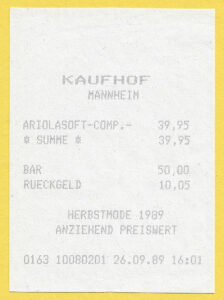 KAUFHOF
MANNHEIM
ARIOLASOFT-COMP.- 39,95
* SUMME * 39,95
BAR 50,00
RUECKGELD 10,05
HERBSTMODE 1989
ANZIEHEND PREISWERT
0163 10080201 26.09.89 16:01